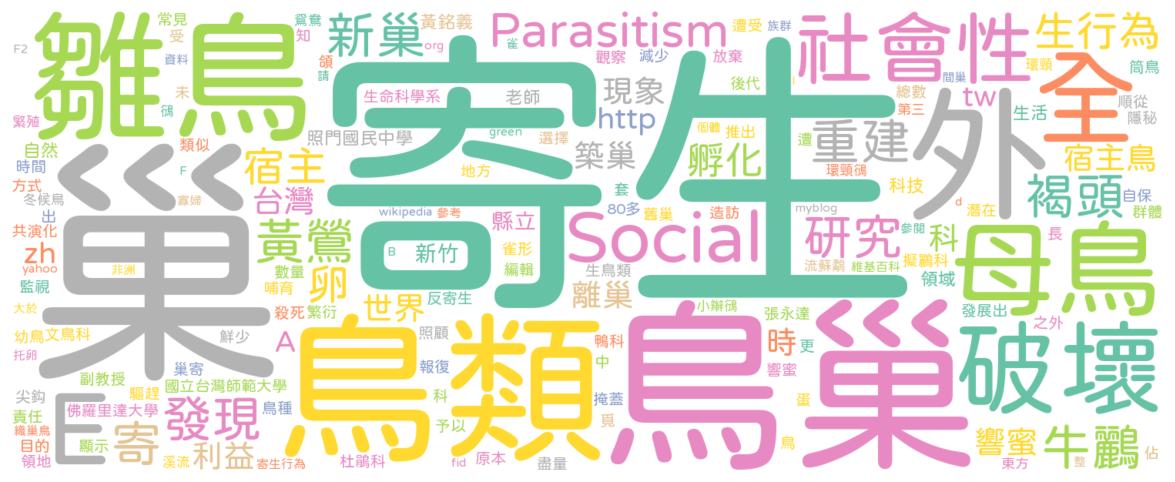 雛鳥
常見
受
鴛鴦
知
黃銘義
Parasitism
遭受
族群
社會性
生行為
F2
資料
新巢
org
雀
觀察
減少
放棄
環頸
筒鳥
間巢
未
鴴
頜
請
生命科學系
老師
現象
後代
總數
第三
tw
全
順從
隱秘
繁殖
類似
照門國民中學
green
選擇
http
個體
推出
遭
重建
外
生活
自然
時間
宿主
寄生
地方
築巢
孵化
宿主鳥
方式
冬候鳥
F
寡婦
台灣
套
環頸鴴
科技
褐頭
自保
巢
出
wikipedia
參考
縣立
80多
舊巢
造訪
myblog
d
潛在
群體
共演化
黃鶯
Social
研究
參閱
科
長
母鳥
zh
yahoo
非洲
B
新竹
雀形
流蘇鷸
維基百科
擬鷊科
監視
數量
卵
編輯
生鳥類
領域
哺育
離巢
大於
殺死
繁衍
世界
反寄生
小辮鴴
發展出
幼鳥
文鳥科
鮮少
照顧
張永達
之外
托卵
A
鳥類
鴨科
鳥巢
時
更
破壞
巢寄
報復
中
響蜜
副教授
國立台灣師範大學
尖鈎
驅趕
科
掩蓋
蛋
責任
佛羅里達大學
鳥種
E
織巢鳥
寄
發現
予以
覓
鳥
目的
顯示
響蜜
牛鸝
領地
溪流
利益
寄生行為
杜鵑科
fid
原本
盡量
東方
整
佔